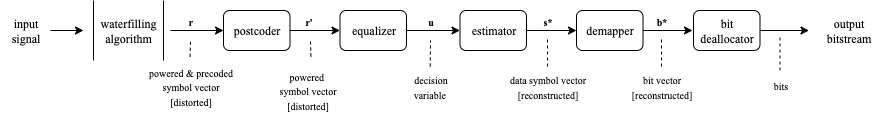 input
signal
waterfilling
algorithm
r
postcoder
r'
equalizer
u
estimator
s*
demapper
b*
bit
deallocator
output
bitstream
powered & precoded
symbol vector
[distorted]
powered
symbol vector
[distorted]
decision
variable
data symbol vector
[reconstructed]
bit vector
[reconstructed]
bits